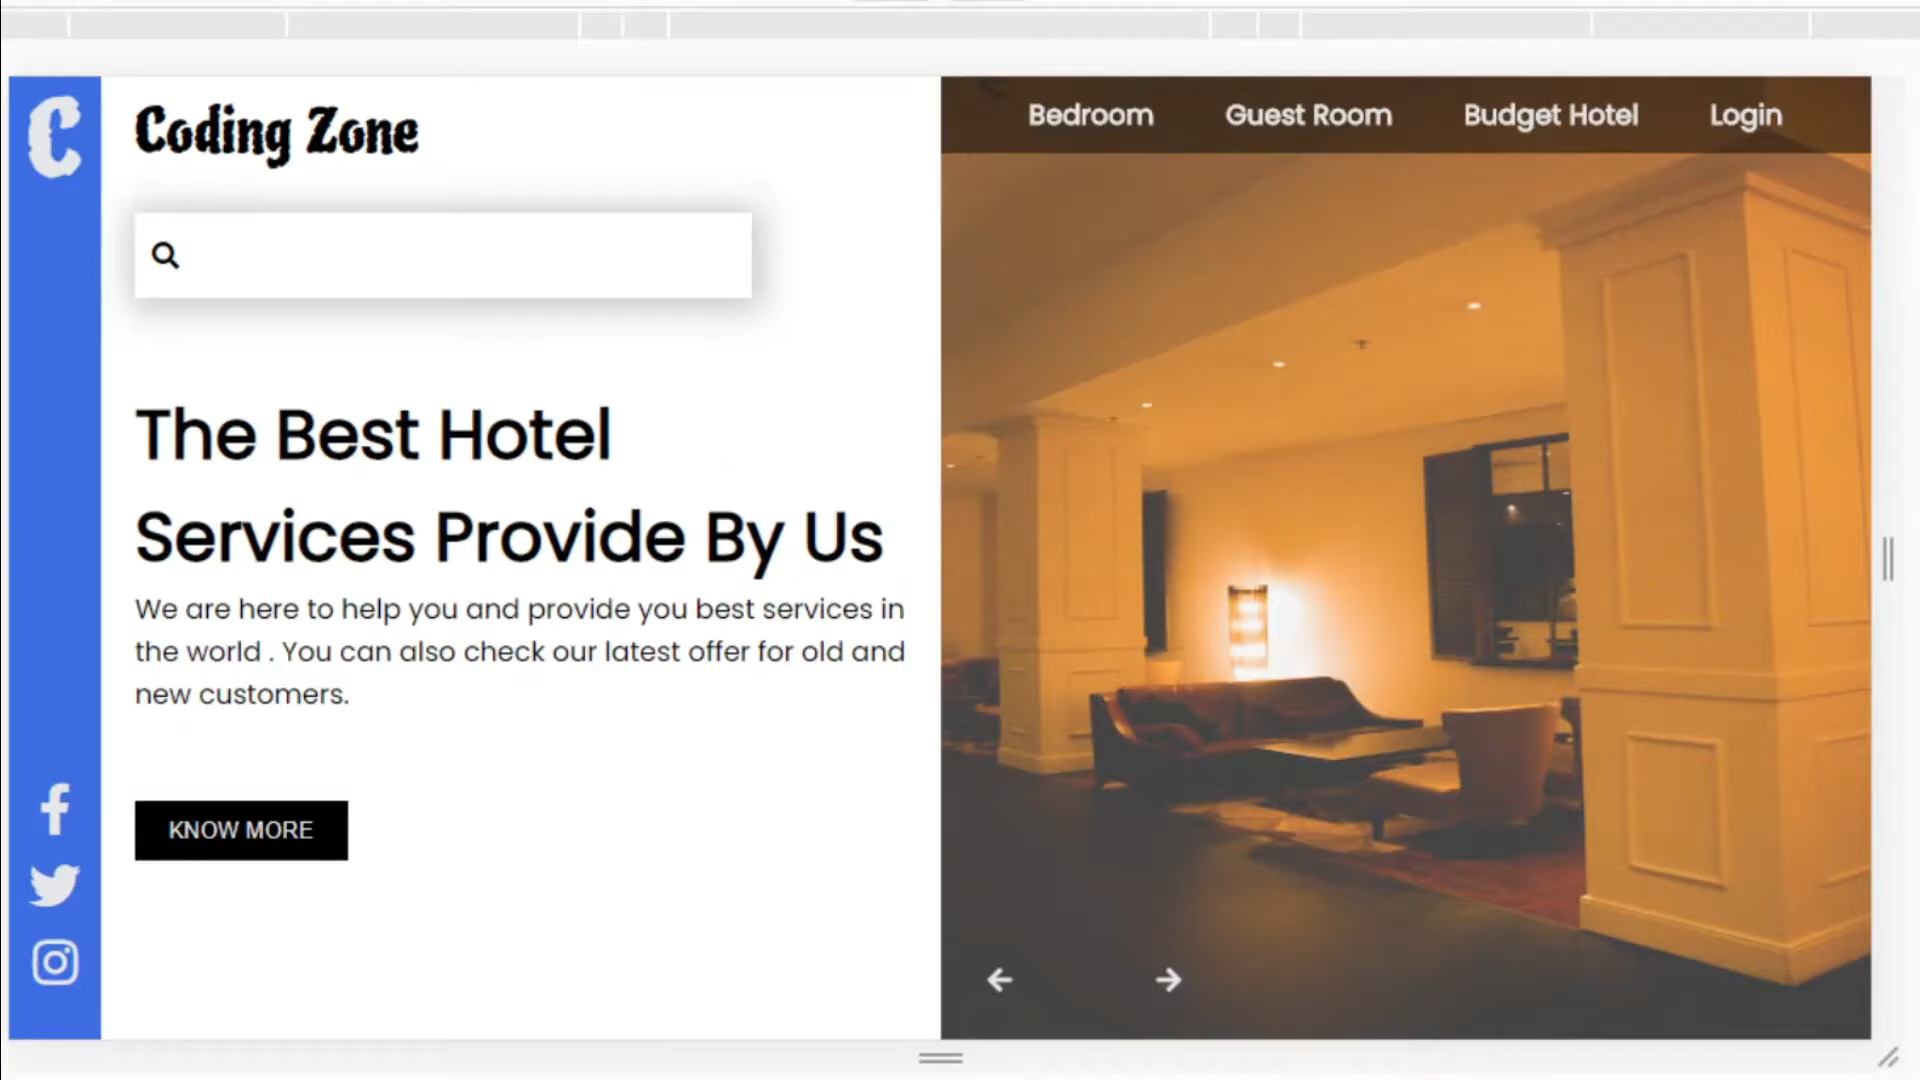 C
Coding Zone
Bedroom Guest Room Budget Hotel Login
The Best Hotel
Services Provide By Us
We are here to help you and provide you best services in
the world . You can also check our latest offer for old and
new customers.
KNOW MORE